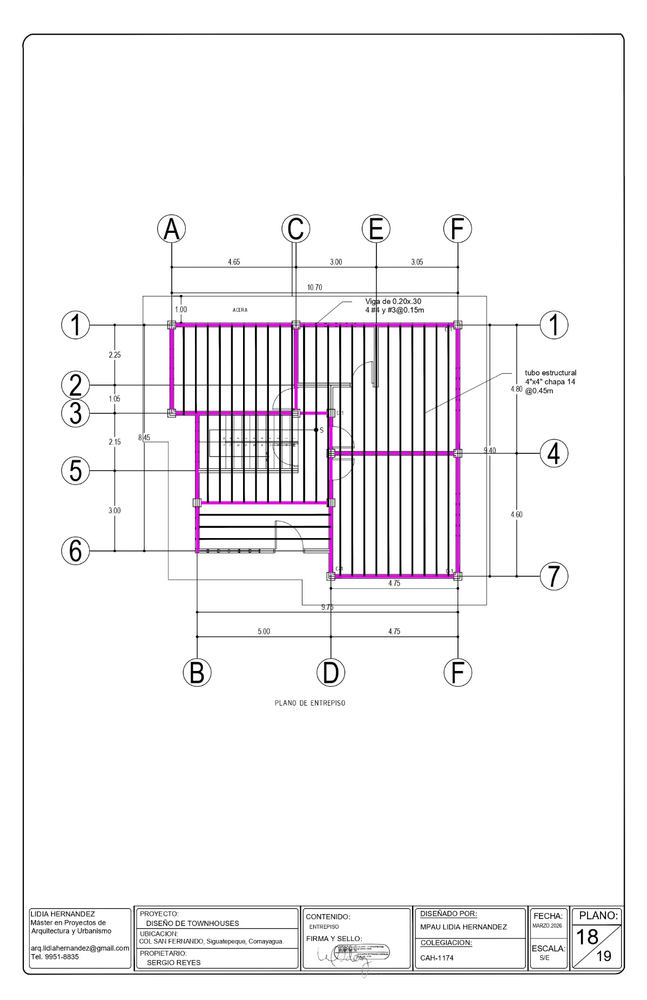 A
C
E
F
4.65
3.00
3.05
10.70
1.00
ACERA
Viga de 0.20x.30
4 #4 y #3@0.15m
1
1
C-1
2.25
2
tubo estructural
4"x4" chapa 14
@0.45m
4.80
1.05
3
C-1
S
8.45
2.15
9.40
4
5
3.00
4.60
6
C-1
C-1
7
4.75
9.75
5.00
4.75
B
D
F
PLANO DE ENTREPISO
LIDIA HERNANDEZ
Máster en Proyectos de
Arquitectura y Urbanismo
arq.lidiahernandez@gmail.com
Tel. 9951-8835
PROYECTO:
DISEÑO DE TOWNHOUSES
UBICACION:
COL SAN FERNANDO, Siguatepeque, Comayagua.
PROPIETARIO:
SERGIO REYES
CONTENIDO:
ENTREPISO
FIRMA Y SELLO:
DISEÑADO POR:
MPAU LIDIA HERNANDEZ
COLEGIACION:
CAH-1174
FECHA:
MARZO.2026
ESCALA:
S/E
PLANO:
18
19